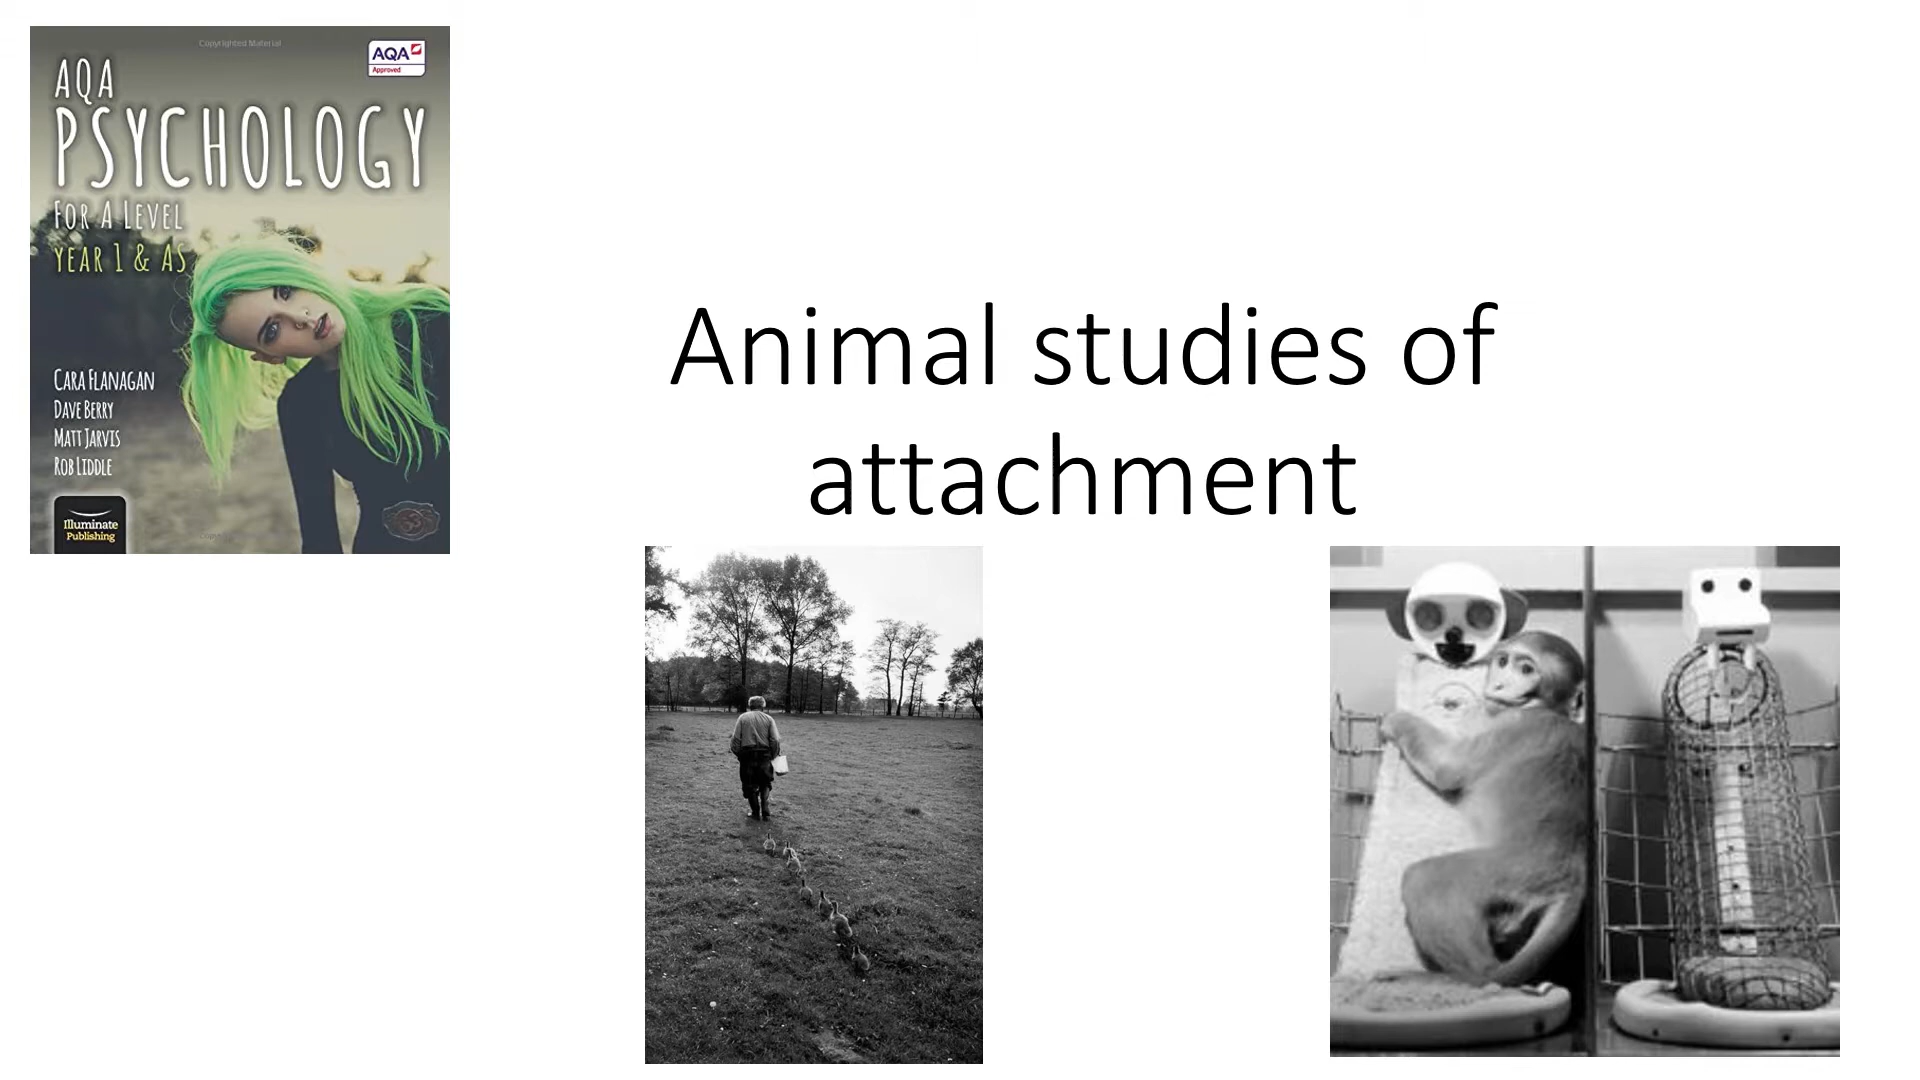 Copyrighted Material
AQA
Approved
AQA
PSYCHOLOGY
FOR A LEVEL
YEAR 1 & AS
CARA FLANAGAN
DAVE BERRY
MATT JARVIS
ROB LIDDLE
Illuminate
Publishing
Animal studies of
attachment